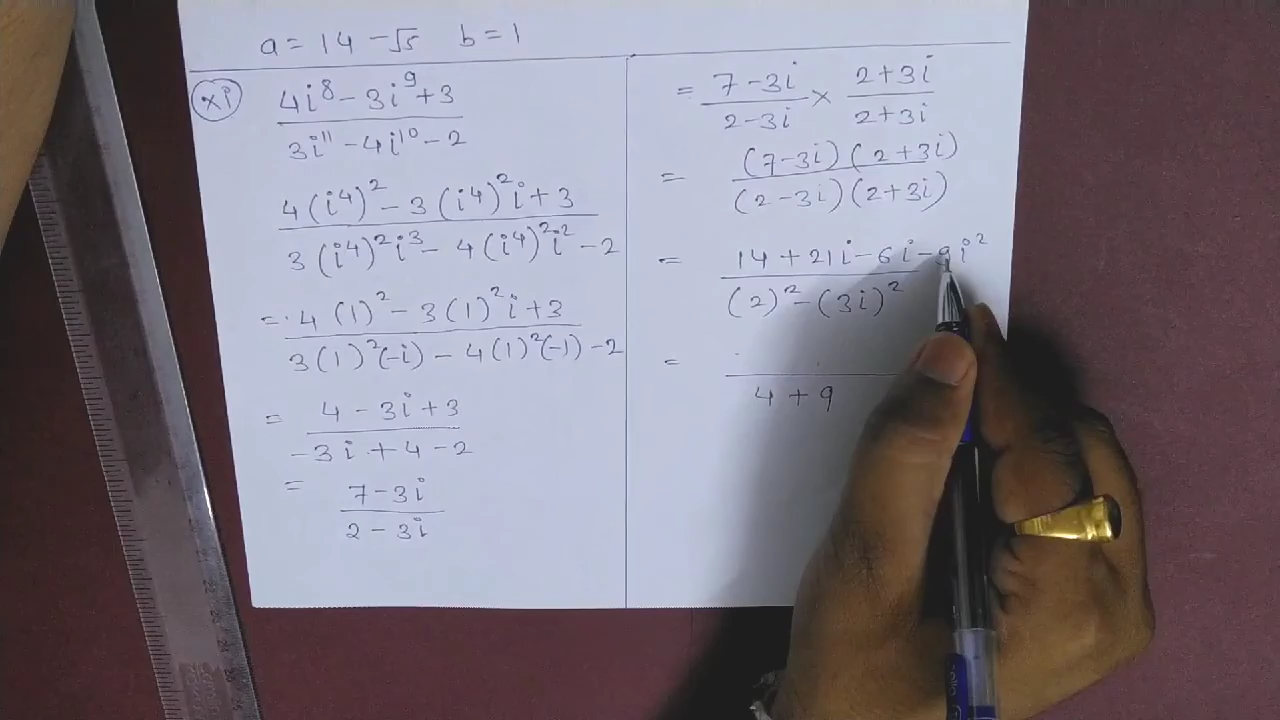 a = 14 - √5 b = 1
(xi) 4i⁸ - 3i⁹ + 3
3i¹¹ - 4i¹⁰ - 2
4(i⁴)² - 3(i⁴)²i + 3
3(i⁴)²i³ - 4(i⁴)²i² - 2
= 4(1)² - 3(1)²i + 3
3(1)²(-i) - 4(1)²(-1) - 2
= 4 - 3i + 3
-3i + 4 - 2
= 7 - 3i
2 - 3i
= 7 - 3i × 2 + 3i
2 - 3i 2 + 3i
= (7 - 3i)(2 + 3i)
(2 - 3i)(2 + 3i)
= 14 + 21i - 6i - 9i²
(2)² - (3i)²
=
4 + 9